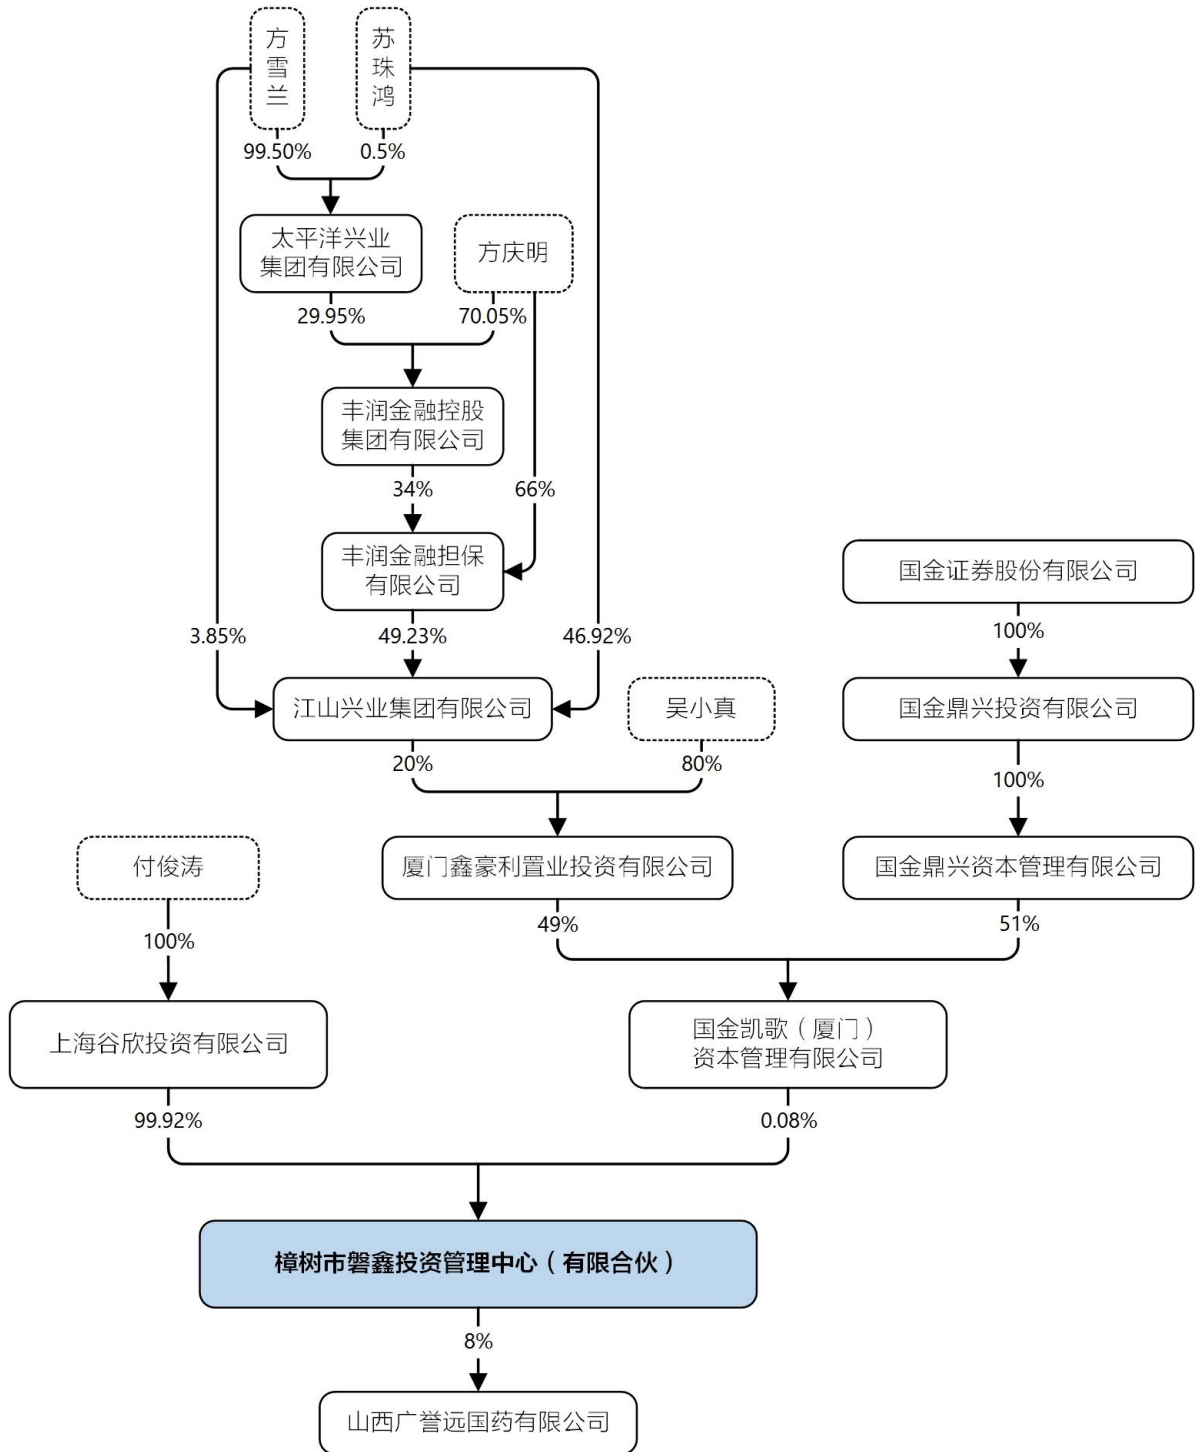 方
雪
兰
苏
珠
鸿
99.50%
0.5%
太平洋兴业
集团有限公司
方庆明
29.95%
70.05%
丰润金融控股
集团有限公司
34%
66%
丰润金融担保
有限公司
国金证券股份有限公司
3.85%
49.23%
46.92%
100%
江山兴业集团有限公司
吴小真
国金鼎兴投资有限公司
20%
80%
100%
付俊涛
厦门鑫豪利置业投资有限公司
国金鼎兴资本管理有限公司
100%
49%
51%
上海谷欣投资有限公司
国金凯歌（厦门）
资本管理有限公司
99.92%
0.08%
樟树市磐鑫投资管理中心（有限合伙）
8%
山西广誉远国药有限公司